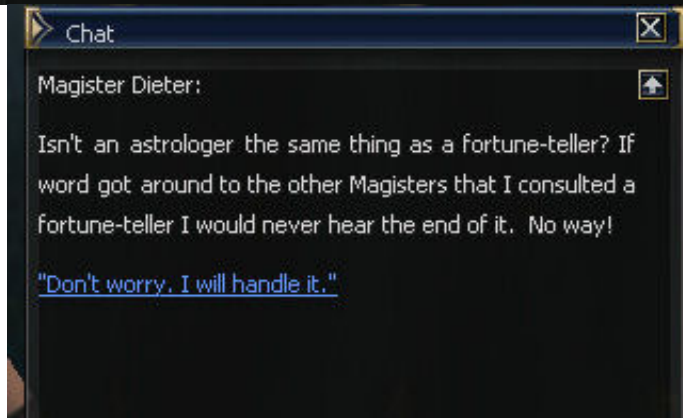 Chat
Magister Dieter:
Isn't an astrologer the same thing as a fortune-teller? If
word got around to the other Magisters that I consulted a
fortune-teller I would never hear the end of it. No way!
"Don't worry. I will handle it."